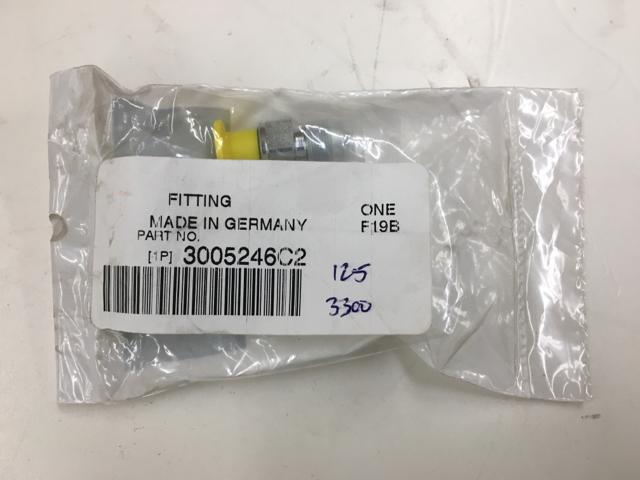 FITTING ONE
MADE IN GERMANY F19B
PART NO.
[1P] 3005246C2
125
3300